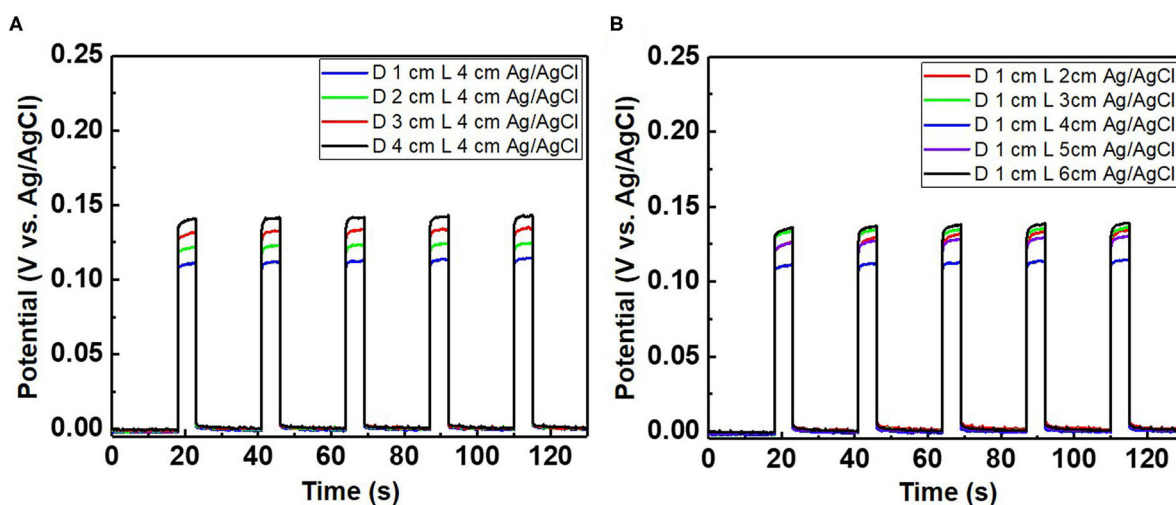 A
Potential (V vs. Ag/AgCl)
0.25
0.20
0.15
0.10
0.05
0.00
D 1 cm L 4 cm Ag/AgCl
D 2 cm L 4 cm Ag/AgCl
D 3 cm L 4 cm Ag/AgCl
D 4 cm L 4 cm Ag/AgCl
0 20 40 60 80 100 120
Time (s)
B
Potential (V vs. Ag/AgCl)
0.25
0.20
0.15
0.10
0.05
0.00
D 1 cm L 2cm Ag/AgCl
D 1 cm L 3cm Ag/AgCl
D 1 cm L 4cm Ag/AgCl
D 1 cm L 5cm Ag/AgCl
D 1 cm L 6cm Ag/AgCl
0 20 40 60 80 100 120
Time (s)